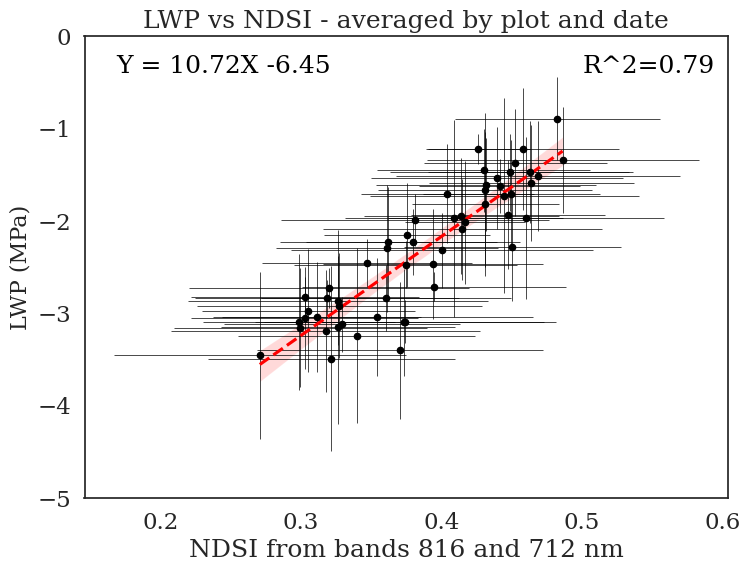 LWP vs NDSI - averaged by plot and date
Y = 10.72X -6.45
R^2=0.79
0
−1
−2
−3
−4
−5
LWP (MPa)
0.2
0.3
0.4
0.5
0.6
NDSI from bands 816 and 712 nm